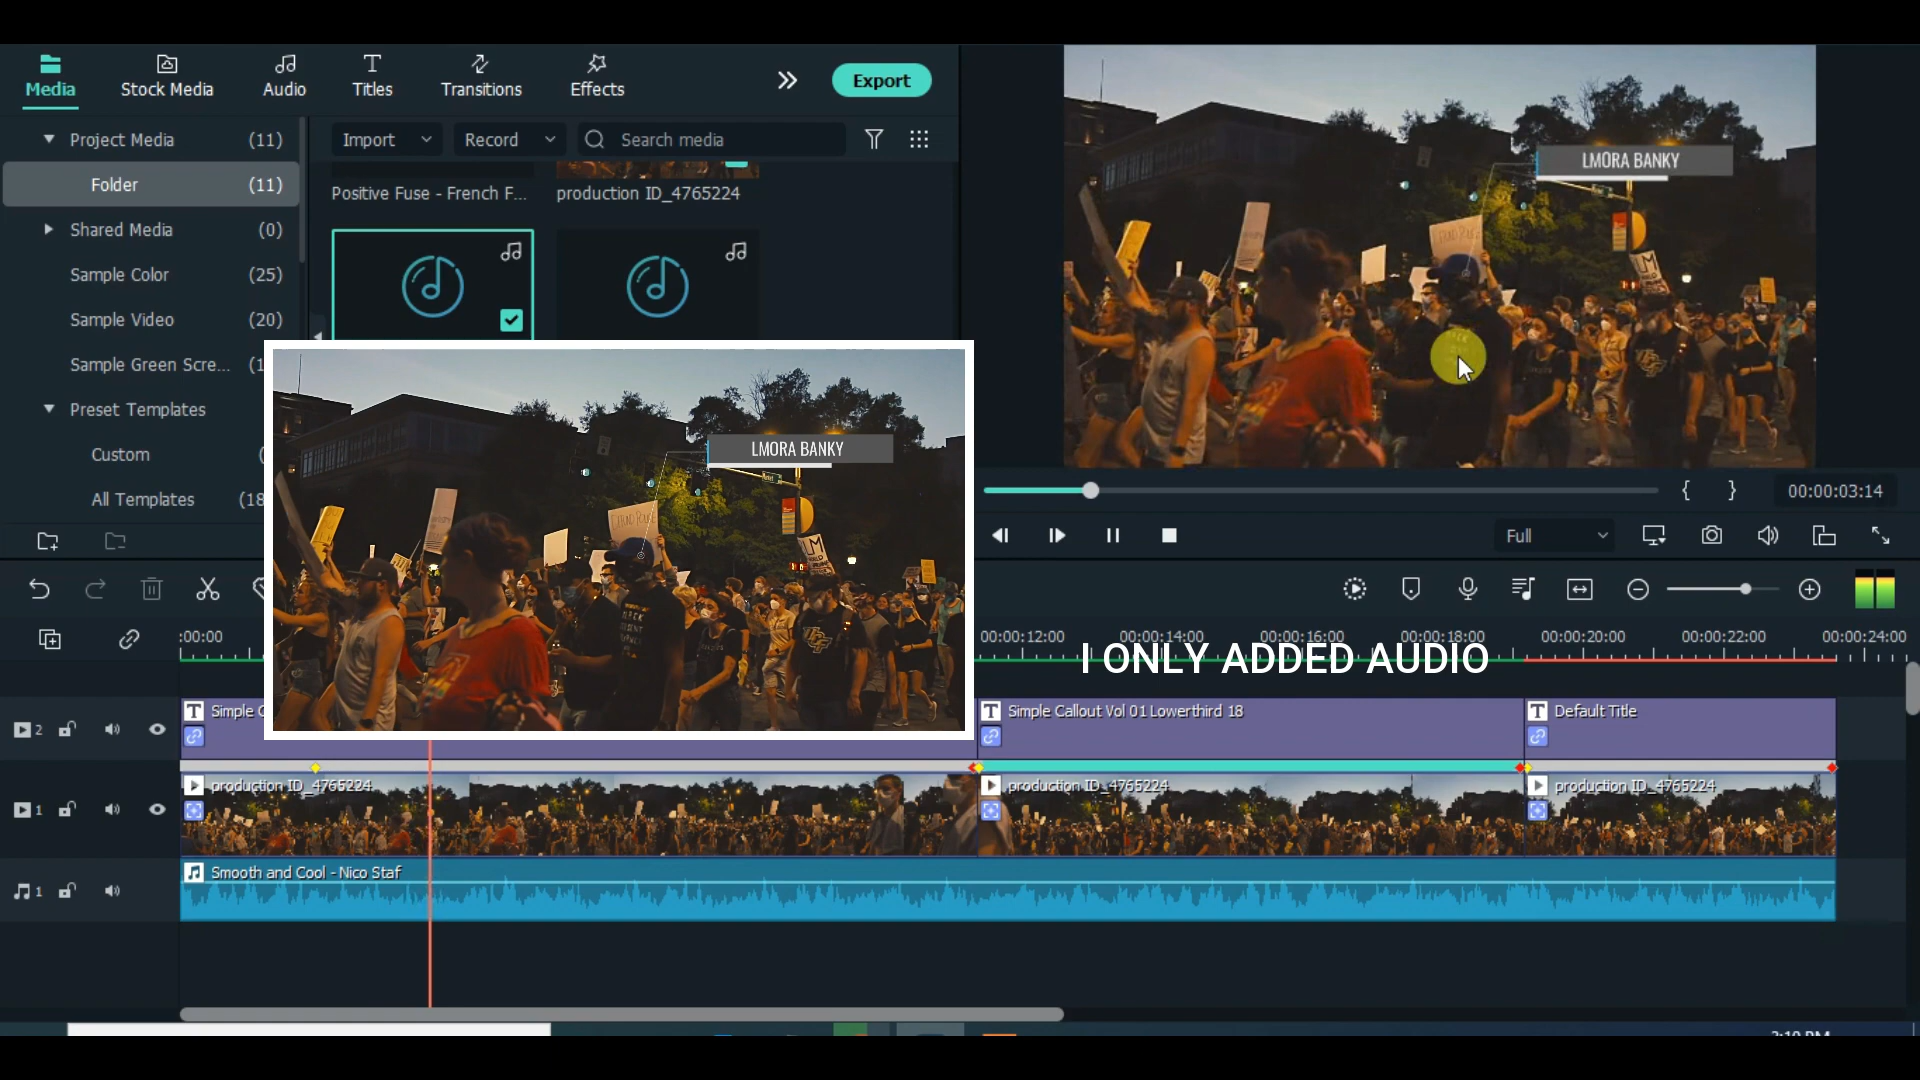 Media
Stock Media
Audio
Titles
Transitions
Effects
Export
Project Media (11)
Folder (11)
Shared Media (0)
Sample Color (25)
Sample Video (20)
Sample Green Scre... (1
Preset Templates
Custom (
All Templates (18
Import
Record
Search media
Positive Fuse - French F...
production ID_4765224
LMORA BANKY
LMORA BANKY
00:00:03:14
Full
:00:00
00:00:12:00
00:00:14:00
00:00:16:00
00:00:18:00
00:00:20:00
00:00:22:00
00:00:24:00
I ONLY ADDED AUDIO
2
T Simple C
T Simple Callout Vol 01 Lowerthird 18
T Default Title
1
production ID_4765224
production ID_4765224
production ID_4765224
1
Smooth and Cool - Nico Staf